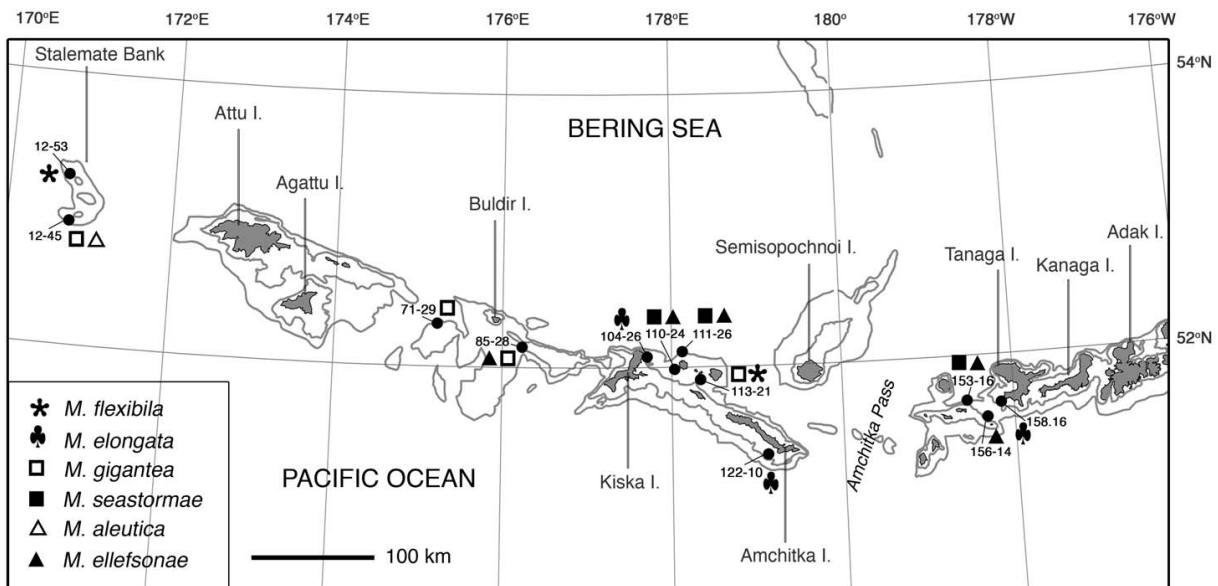 170°E 172°E 174°E 176°E 178°E 180° 178°W 176°W
Stalemate Bank
54°N
Attu I.
BERING SEA
12-53
Agattu I.
Buldir I.
12-45
Semisopochnoi I.
Tanaga I.
Kanaga I.
Adak I.
71-29
85-28
104-26
110-24
111-26
113-21
52°N
153-16
158.16
156-14
122-10
Amchitka Pass
PACIFIC OCEAN
Kiska I.
Amchitka I.
M. flexibila
M. elongata
M. gigantea
M. seastormae
M. aleutica
M. ellefsonae
100 km